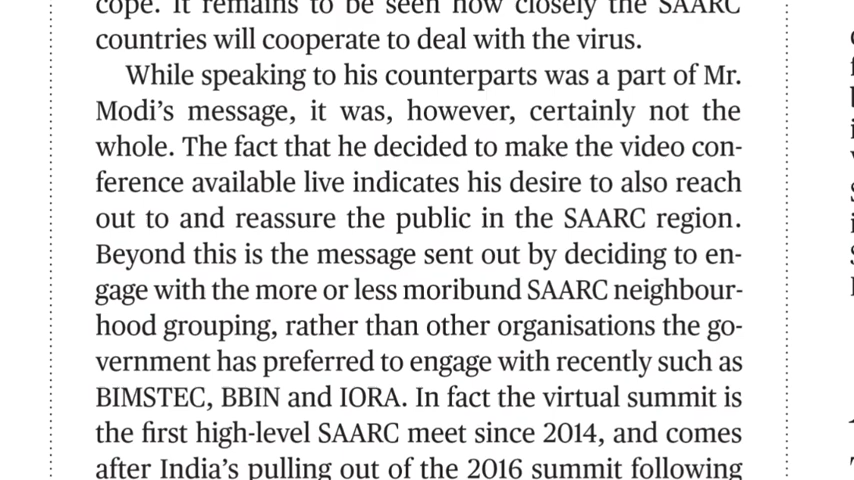 cope. It remains to be seen how closely the SAARC
countries will cooperate to deal with the virus.
While speaking to his counterparts was a part of Mr.
Modi’s message, it was, however, certainly not the
whole. The fact that he decided to make the video con-
ference available live indicates his desire to also reach
out to and reassure the public in the SAARC region.
Beyond this is the message sent out by deciding to en-
gage with the more or less moribund SAARC neighbour-
hood grouping, rather than other organisations the go-
vernment has preferred to engage with recently such as
BIMSTEC, BBIN and IORA. In fact the virtual summit is
the first high-level SAARC meet since 2014, and comes
after India’s pulling out of the 2016 summit following